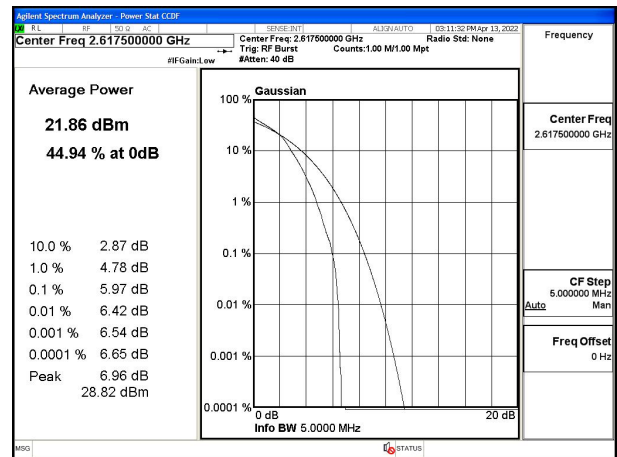 Agilent Spectrum Analyzer - Power Stat CCDF
RL RF 50 Ω AC SENSE:INT ALIGNAUTO 03:11:32 PM Apr 13, 2022
Center Freq 2.617500000 GHz
Center Freq: 2.617500000 GHz Radio Std: None
Trig: RF Burst Counts:1.00 M/1.00 Mpt
#IFGain:Low #Atten: 40 dB
Frequency
Average Power
21.86 dBm
44.94 % at 0dB
10.0 % 2.87 dB
1.0 % 4.78 dB
0.1 % 5.97 dB
0.01 % 6.42 dB
0.001 % 6.54 dB
0.0001 % 6.65 dB
Peak 6.96 dB
28.82 dBm
Gaussian
100 %
10 %
1 %
0.1 %
0.01 %
0.001 %
0.0001 %
0 dB 20 dB
Info BW 5.0000 MHz
Center Freq
2.617500000 GHz
CF Step
5.000000 MHz
Auto Man
Freq Offset
0 Hz
MSG STATUS